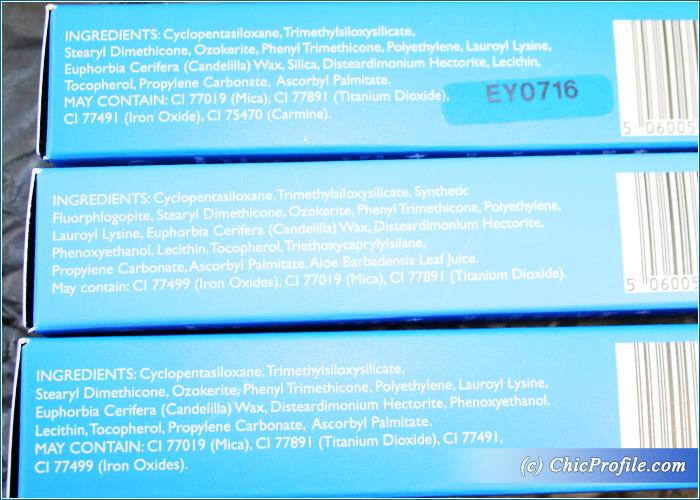 INGREDIENTS: Cyclopentasiloxane, Trimethylsiloxysilicate,
Stearyl Dimethicone, Ozokerite, Phenyl Trimethicone, Polyethylene, Lauroyl Lysine,
Euphorbia Cerifera (Candelilla) Wax, Silica, Disteardimonium Hectorite, Lecithin,
Tocopherol, Propylene Carbonate, Ascorbyl Palmitate.
MAY CONTAIN: CI 77019 (Mica), CI 77891 (Titanium Dioxide),
CI 77491 (Iron Oxide), CI 75470 (Carmine).
EY0716
5 06005
INGREDIENTS: Cyclopentasiloxane, Trimethylsiloxysilicate, Synthetic
Fluorphlogopite, Stearyl Dimethicone, Ozokerite, Phenyl Trimethicone, Polyethylene,
Lauroyl Lysine, Euphorbia Cerifera (Candelilla) Wax, Disteardimonium Hectorite,
Phenoxyethanol, Lecithin, Tocopherol, Triethoxycaprylylsilane,
Propylene Carbonate, Ascorbyl Palmitate, Aloe Barbadensis Leaf Juice.
May contain: CI 77499 (Iron Oxides), CI 77019 (Mica), CI 77891 (Titanium Dioxide).
5 06005
INGREDIENTS: Cyclopentasiloxane, Trimethylsiloxysilicate,
Stearyl Dimethicone, Ozokerite, Phenyl Trimethicone, Polyethylene, Lauroyl Lysine,
Euphorbia Cerifera (Candelilla) Wax, Disteardimonium Hectorite, Phenoxyethanol,
Lecithin, Tocopherol, Propylene Carbonate, Ascorbyl Palmitate.
MAY CONTAIN: CI 77019 (Mica), CI 77891 (Titanium Dioxide), CI 77491,
CI 77499 (Iron Oxides).
(c) ChicProfile.com